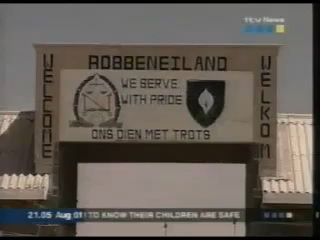 itv News
ROBBENEILAND
WELCOME
WE SERVE
WITH PRIDE
WELKOM
ONS DIEN MET TROTS
21.05 Aug 01 TO KNOW THEIR CHILDREN ARE SAFE